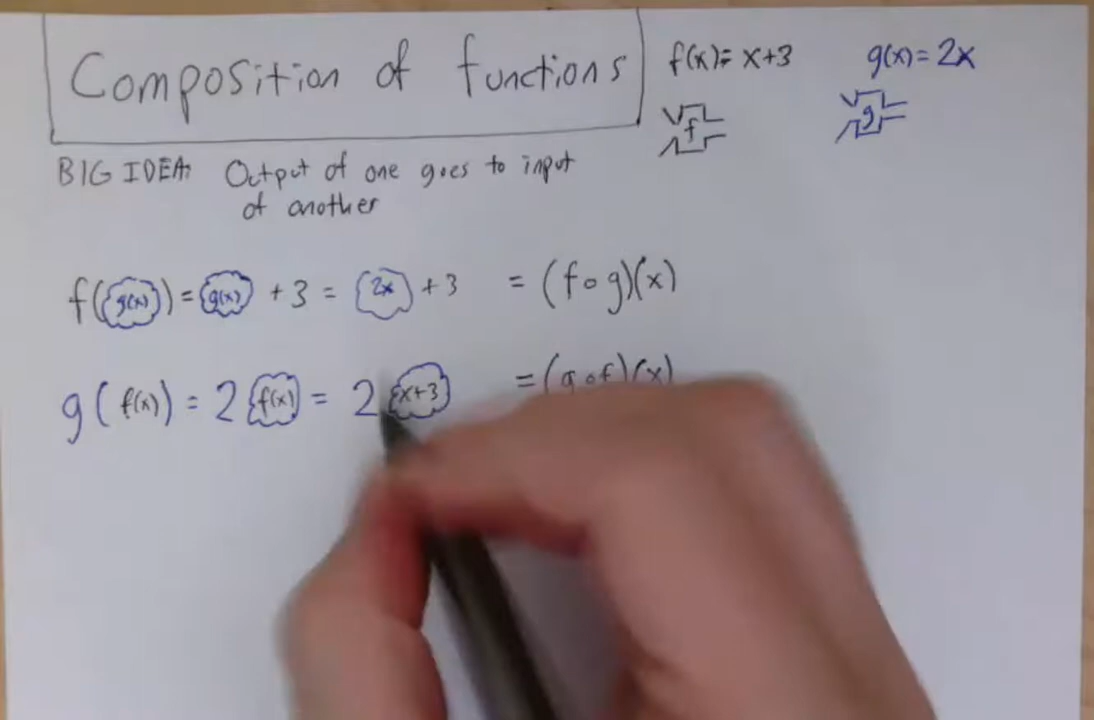 Composition of functions
f(x)= x+3
g(x)= 2x
f
g
BIG IDEA: Output of one goes to input
of another
f(g(x)) = g(x) + 3 = 2x + 3 = (f∘g)(x)
g(f(x)) = 2 f(x) = 2 x+3 = (g∘f)(x)